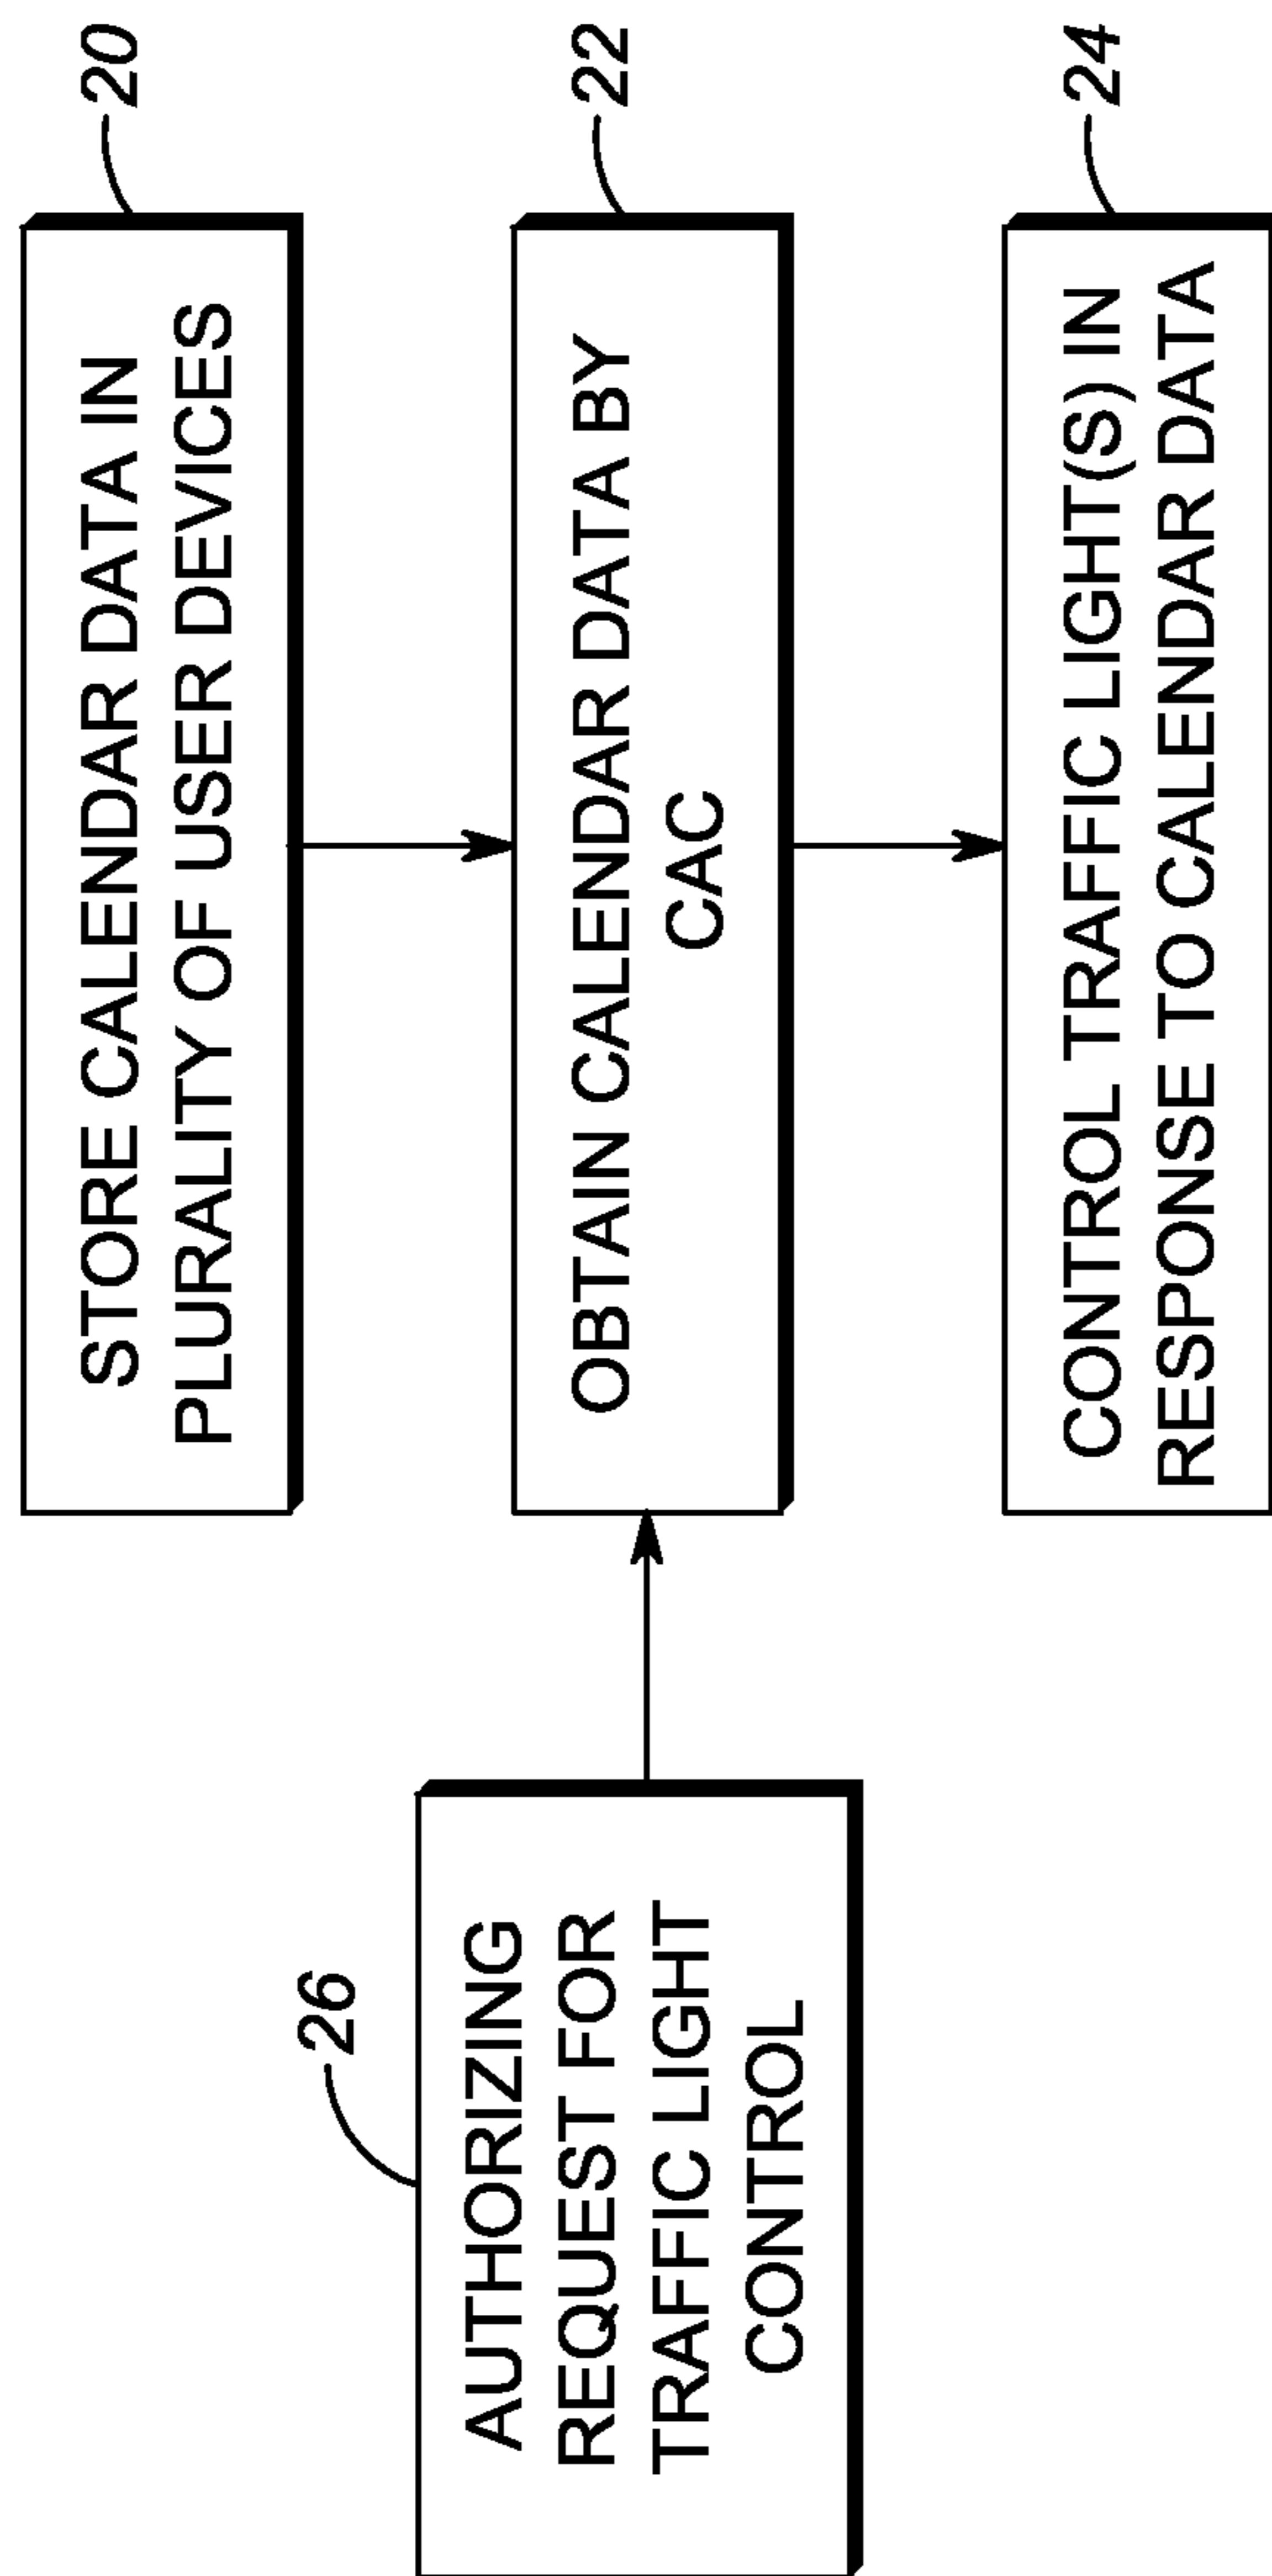 STORE CALENDAR DATA IN
PLURALITY OF USER DEVICES
20
OBTAIN CALENDAR DATA BY
CAC
22
CONTROL TRAFFIC LIGHT(S) IN
RESPONSE TO CALENDAR DATA
24
26
AUTHORIZING
REQUEST FOR
TRAFFIC LIGHT
CONTROL